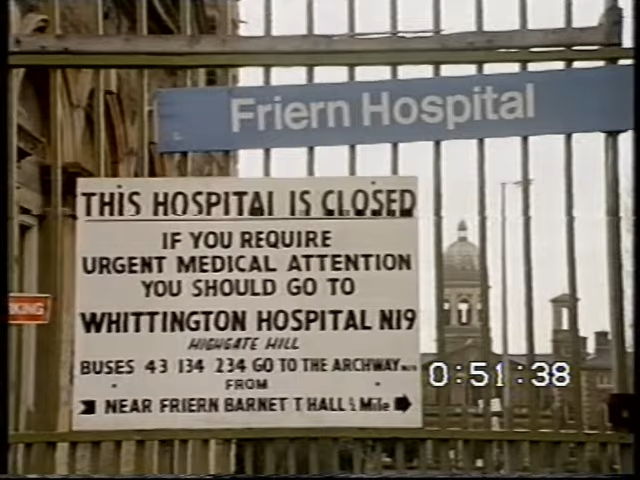 Friern Hospital
THIS HOSPITAL IS CLOSED
IF YOU REQUIRE
URGENT MEDICAL ATTENTION
YOU SHOULD GO TO
WHITTINGTON HOSPITAL N19
HIGHGATE HILL
BUSES 43 134 234 GO TO THE ARCHWAY
FROM
NEAR FRIERN BARNET T HALL ¼ Mile
KING
0:51:38